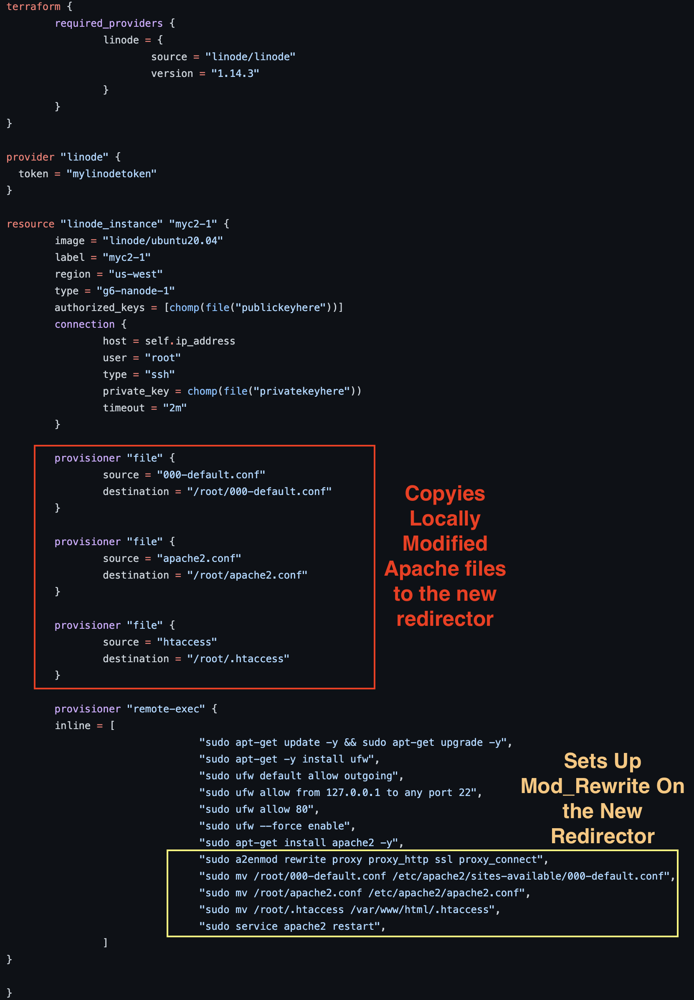 terraform {
required_providers {
linode = {
source = "linode/linode"
version = "1.14.3"
}
}
}
provider "linode" {
token = "mylinodetoken"
}
resource "linode_instance" "myc2-1" {
image = "linode/ubuntu20.04"
label = "myc2-1"
region = "us-west"
type = "g6-nanode-1"
authorized_keys = [chomp(file("publickeyhere"))]
connection {
host = self.ip_address
user = "root"
type = "ssh"
private_key = chomp(file("privatekeyhere"))
timeout = "2m"
}
provisioner "file" {
source = "000-default.conf"
destination = "/root/000-default.conf"
}
provisioner "file" {
source = "apache2.conf"
destination = "/root/apache2.conf"
}
provisioner "file" {
source = "htaccess"
destination = "/root/.htaccess"
}
Copyies
Locally
Modified
Apache files
to the new
redirector
provisioner "remote-exec" {
inline = [
"sudo apt-get update -y && sudo apt-get upgrade -y",
"sudo apt-get -y install ufw",
"sudo ufw default allow outgoing",
"sudo ufw allow from 127.0.0.1 to any port 22",
"sudo ufw allow 80",
"sudo ufw --force enable",
"sudo apt-get install apache2 -y",
"sudo a2enmod rewrite proxy proxy_http ssl proxy_connect",
"sudo mv /root/000-default.conf /etc/apache2/sites-available/000-default.conf",
"sudo mv /root/apache2.conf /etc/apache2/apache2.conf",
"sudo mv /root/.htaccess /var/www/html/.htaccess",
"sudo service apache2 restart",
]
}
}
Sets Up
Mod_Rewrite On
the New
Redirector